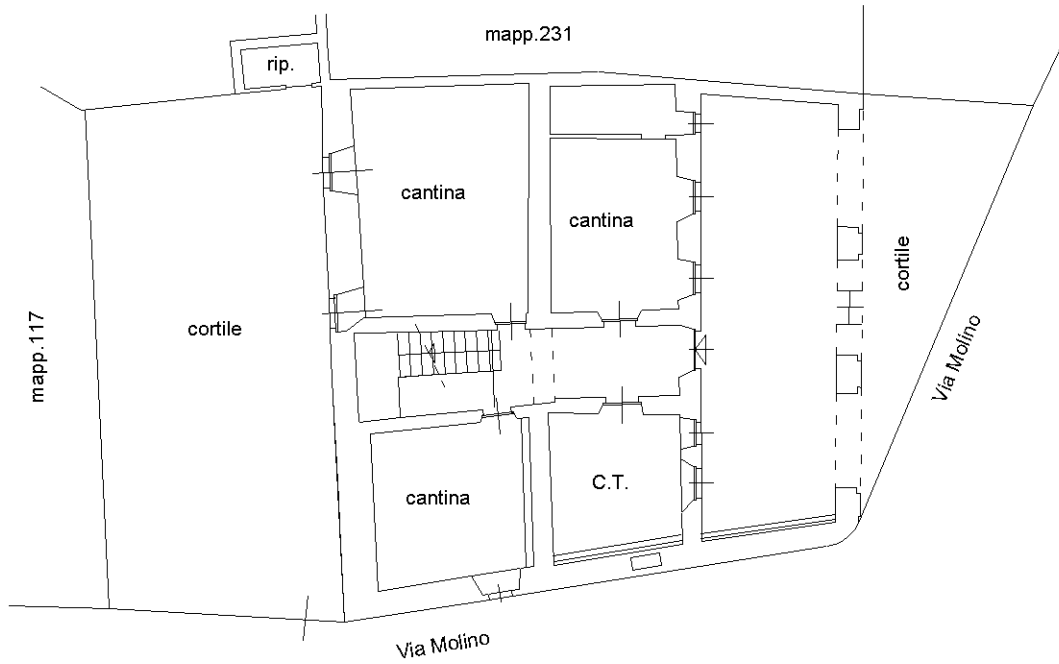 mapp.231
rip.
cantina
cantina
cortile
mapp.117
cortile
Via Molino
cantina
C.T.
Via Molino